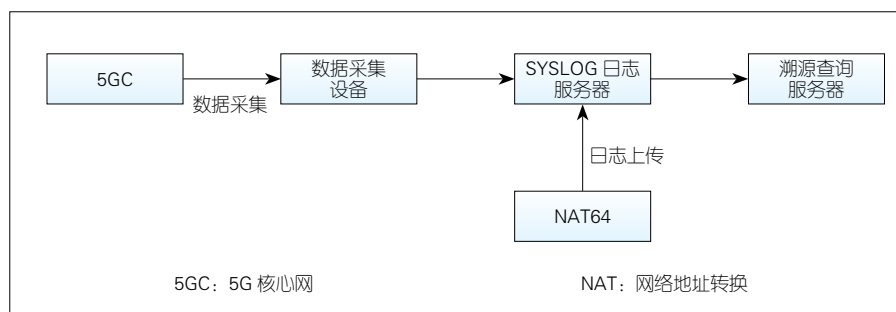 5GC
数据采集
数据采集
设备
SYSLOG 日志
服务器
溯源查询
服务器
日志上传
NAT64
5GC：5G 核心网
NAT：网络地址转换